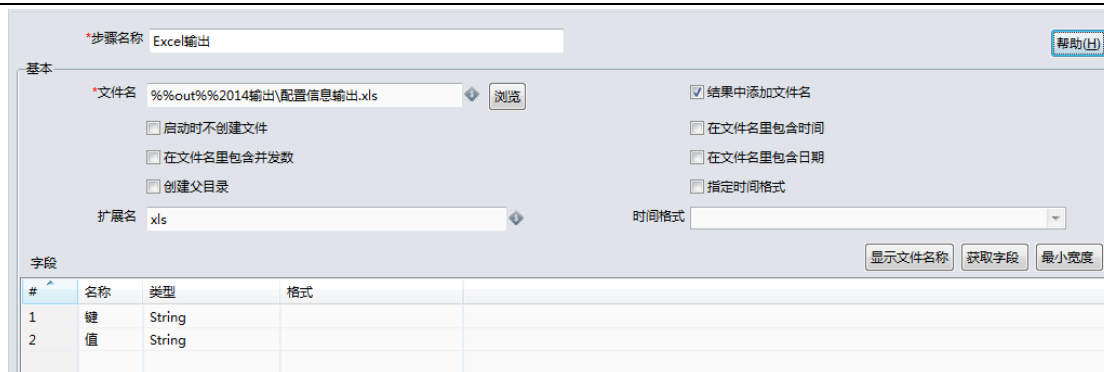 *步骤名称 Excel输出 帮助(H)
基本
*文件名 %%out%%2014输出\配置信息输出.xls 浏览 结果中添加文件名
启动时不创建文件 在文件名里包含时间
在文件名里包含并发数 在文件名里包含日期
创建父目录 指定时间格式
扩展名 xls 时间格式
显示文件名称 获取字段 最小宽度
字段
# 名称 类型 格式
1 键 String
2 值 String